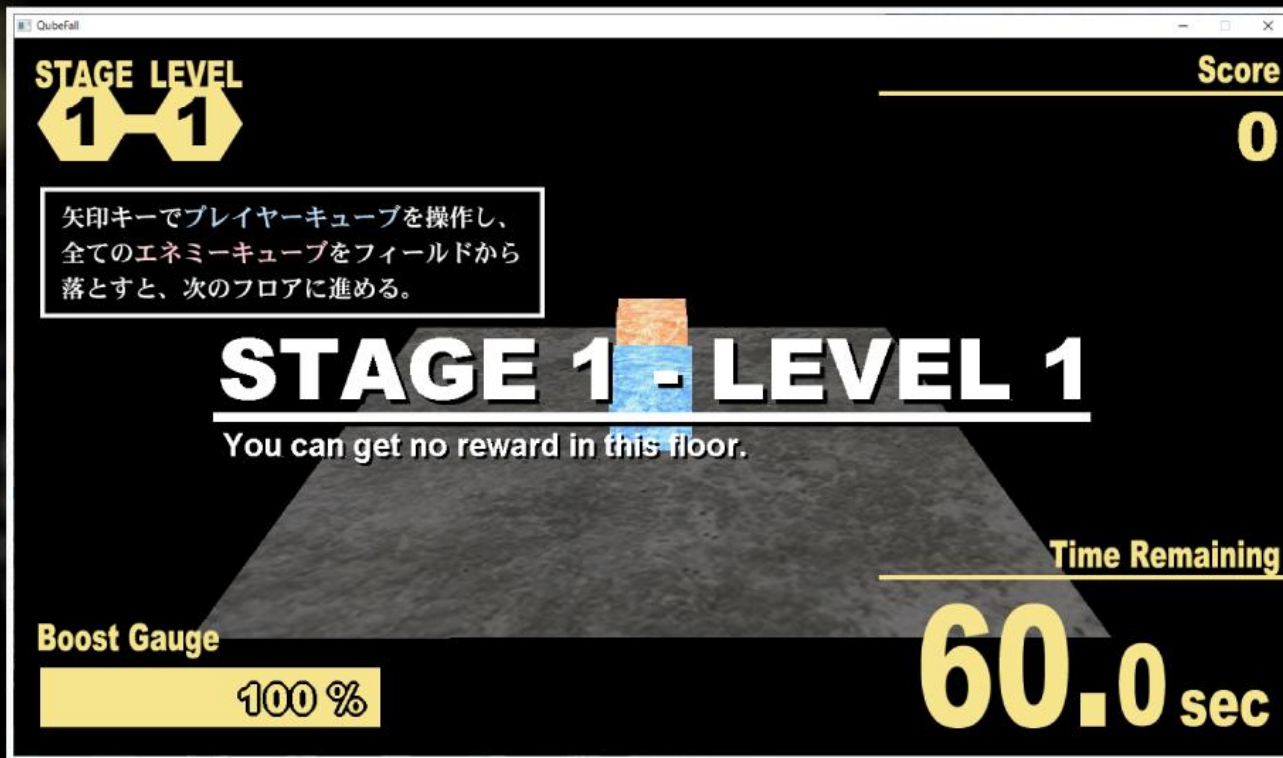 QubeFall
STAGE LEVEL
1-1
Score
0
矢印キーでプレイヤーキューブを操作し、
全てのエネミーキューブをフィールドから
落とすと、次のフロアに進める。
STAGE 1 - LEVEL 1
You can get no reward in this floor.
Time Remaining
60.0 sec
Boost Gauge
100 %